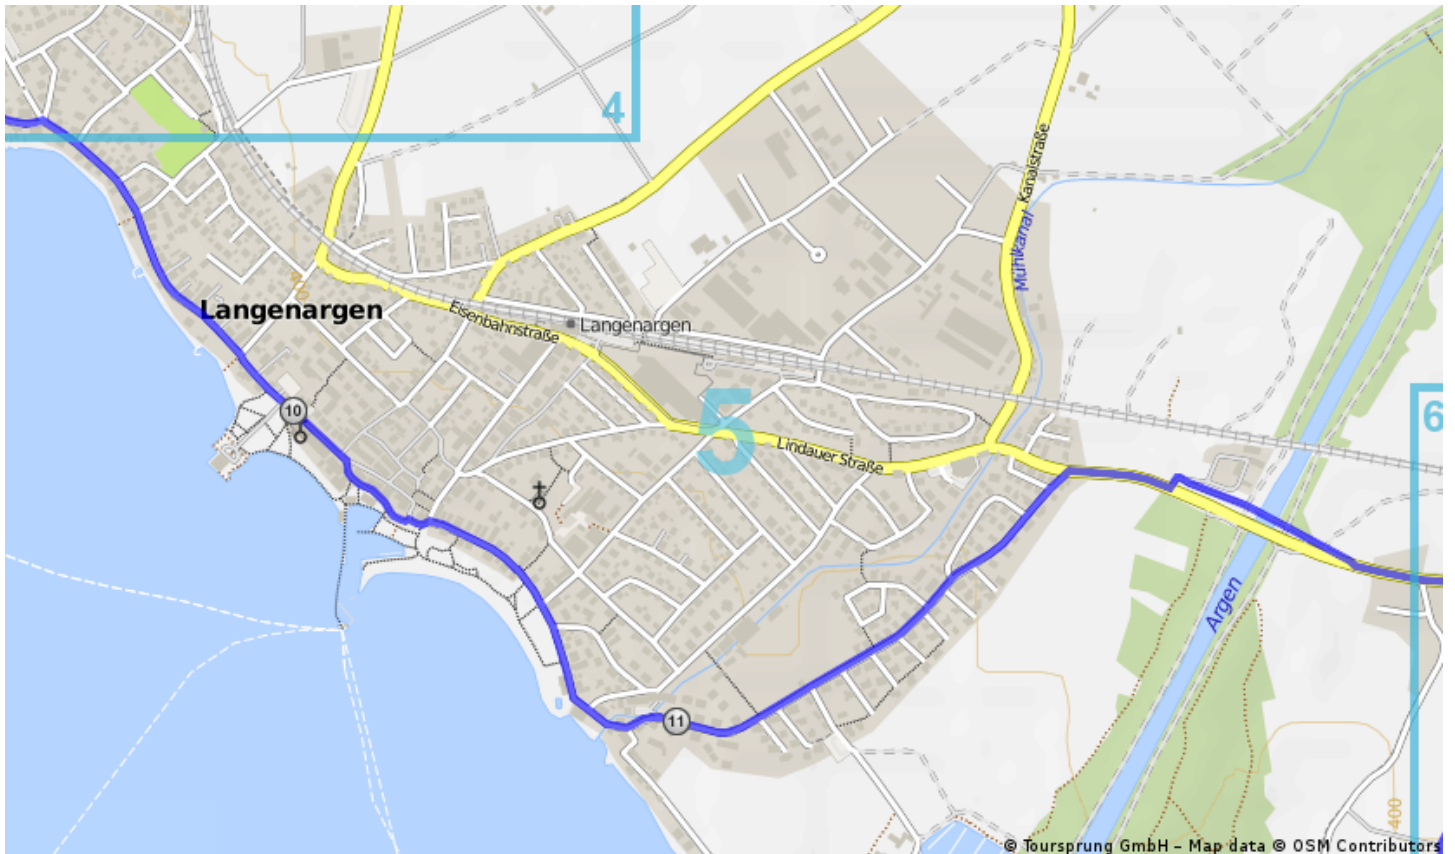 4
Kanalstraße
Mühlkanal
400
Langenargen
Eisenbahnstraße
Langenargen
6
5
10
Lindauer Straße
Argen
11
400
© Toursprung GmbH – Map data © OSM Contributors